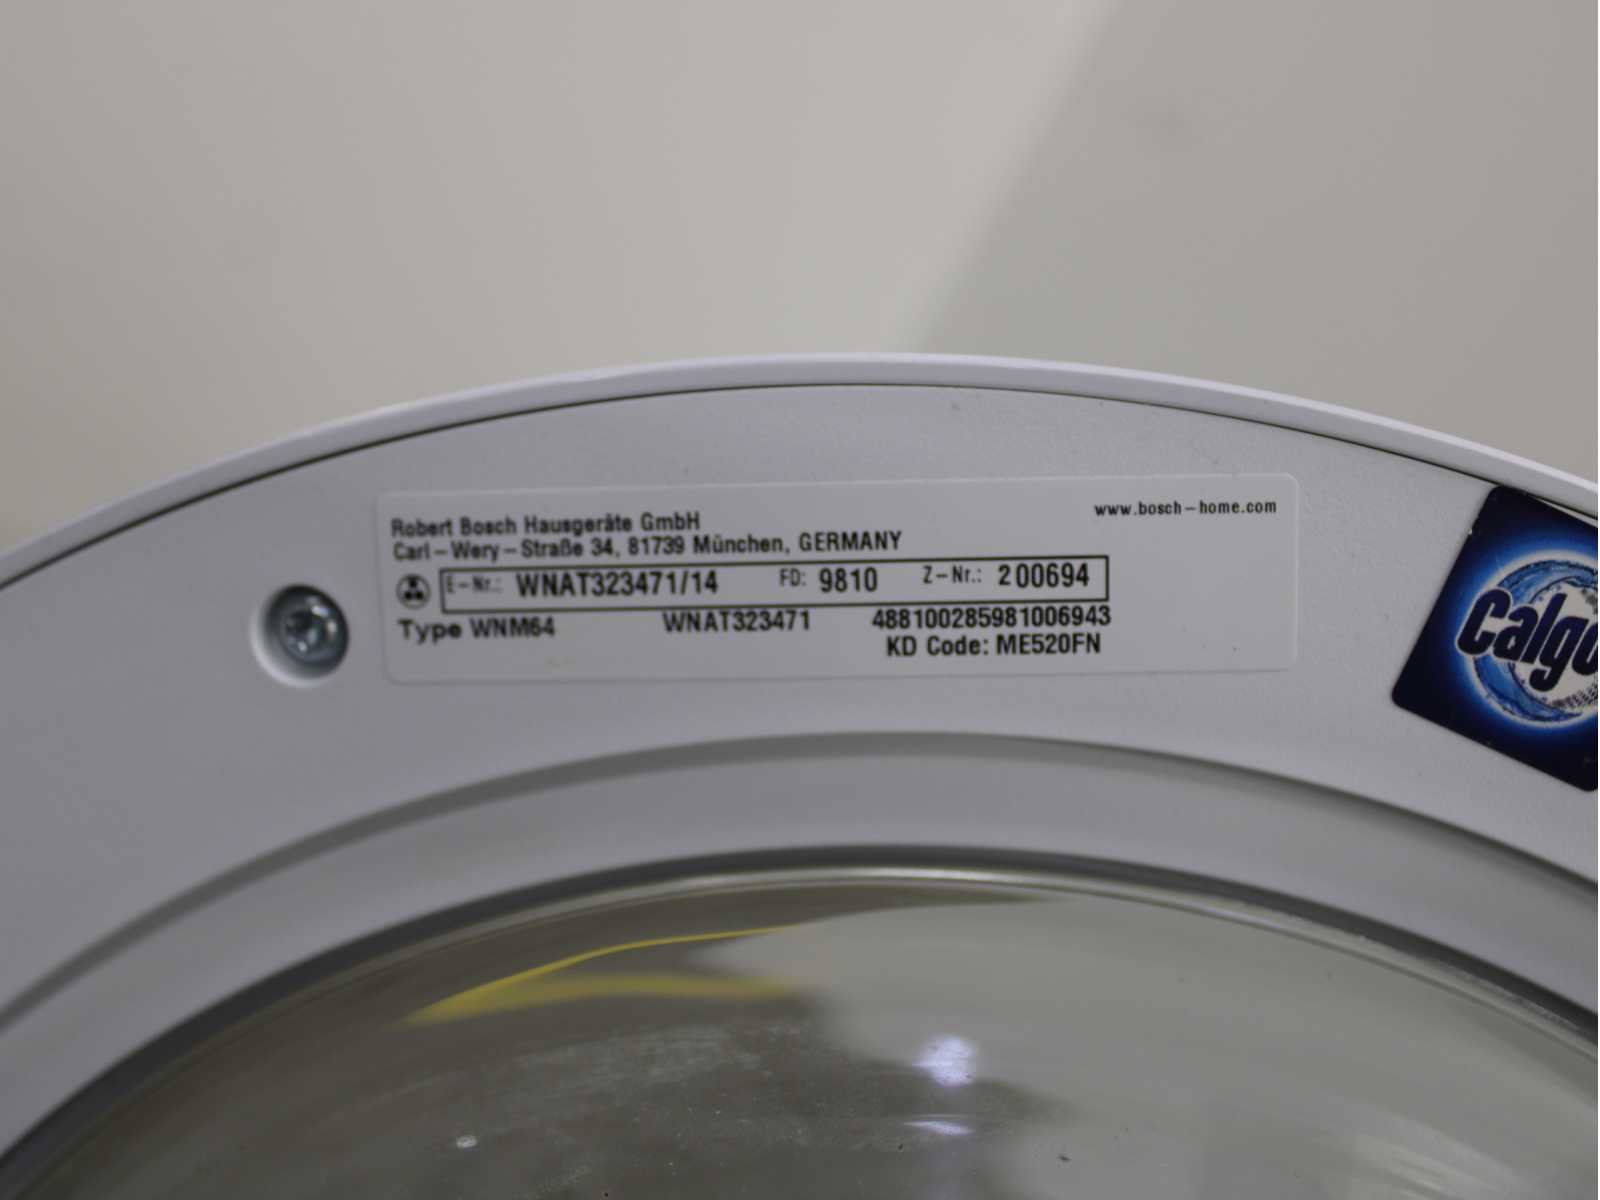 Robert Bosch Hausgeräte GmbH
www.bosch-home.com
Carl-Wery-Straße 34, 81739 München, GERMANY
E-Nr.: WNAT323471/14 FD: 9810 Z-Nr.: 200694
Type WNM64 WNAT323471 488100285981006943
KD Code: ME520FN
Calgo